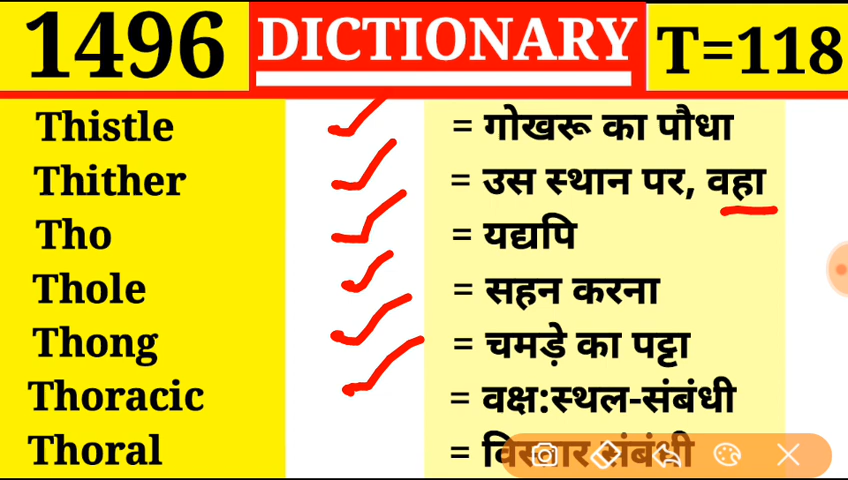 1496 DICTIONARY T=118
Thistle = गोखरू का पौधा
Thither = उस स्थान पर, वहा
Tho = यद्यपि
Thole = सहन करना
Thong = चमड़े का पट्टा
Thoracic = वक्ष:स्थल-संबंधी
Thoral = संबंधी